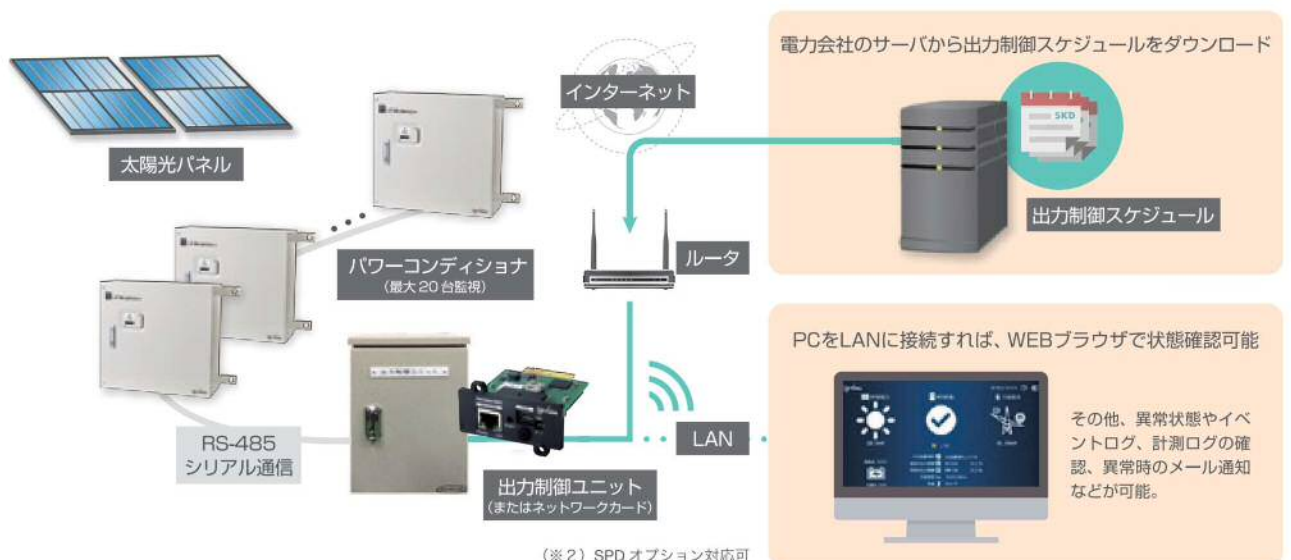 電力会社のサーバから出力制御スケジュールをダウンロード
インターネット
SKD
太陽光パネル
出力制御スケジュール
パワーコンディショナ
(最大20台監視)
ルータ
PCをLANに接続すれば、WEBブラウザで状態確認可能
その他、異常状態やイベ
ントログ、計測ログの確
認、異常時のメール通知
などが可能。
RS-485
シリアル通信
LAN
出力制御ユニット
(またはネットワークカード)
(※2) SPDオプション対応可